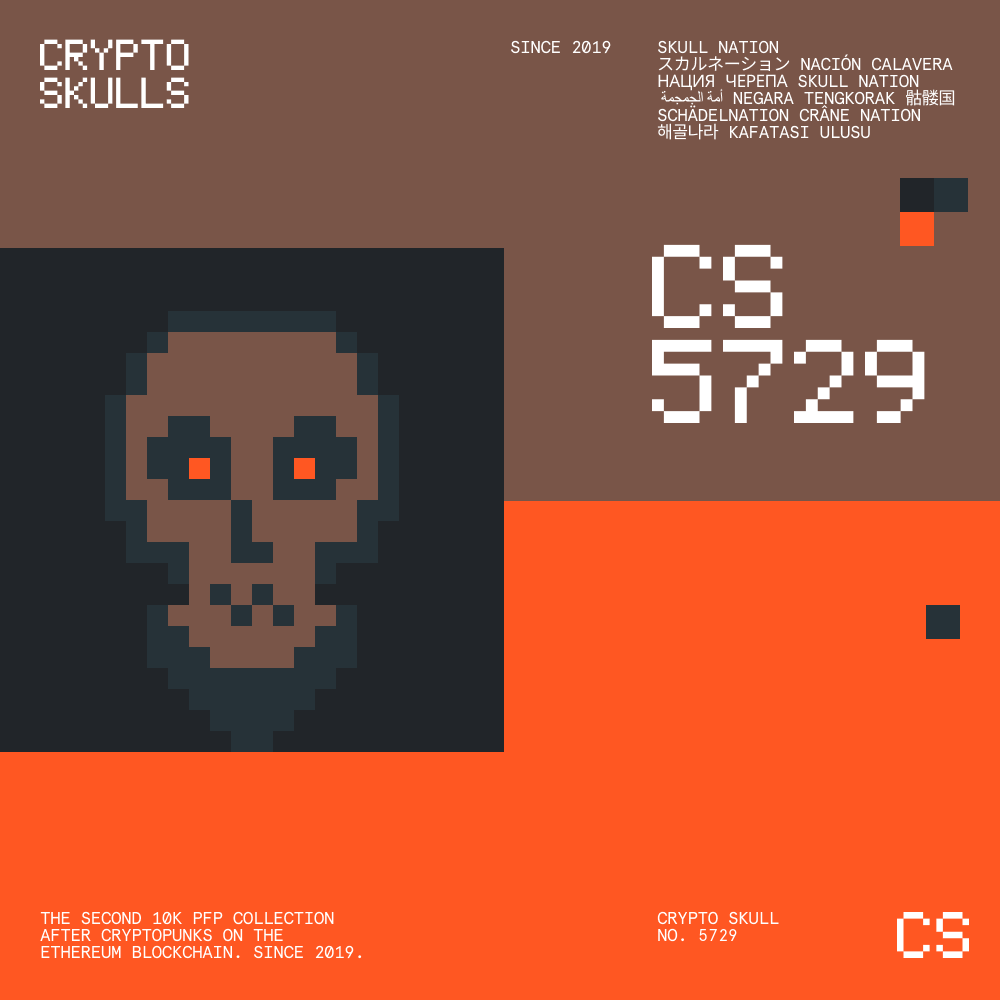 CRYPTO
SKULLS
SINCE 2019
SKULL NATION
スカルネーション NACIÓN CALAVERA
НАЦИЯ ЧЕРЕПА SKULL NATION
أمة الجمجمة NEGARA TENGKORAK 骷髅国
SCHÄDELNATION CRÂNE NATION
해골나라 KAFATASI ULUSU
CS
5729
THE SECOND 10K PFP COLLECTION
AFTER CRYPTOPUNKS ON THE
ETHEREUM BLOCKCHAIN. SINCE 2019.
CRYPTO SKULL
NO. 5729
CS